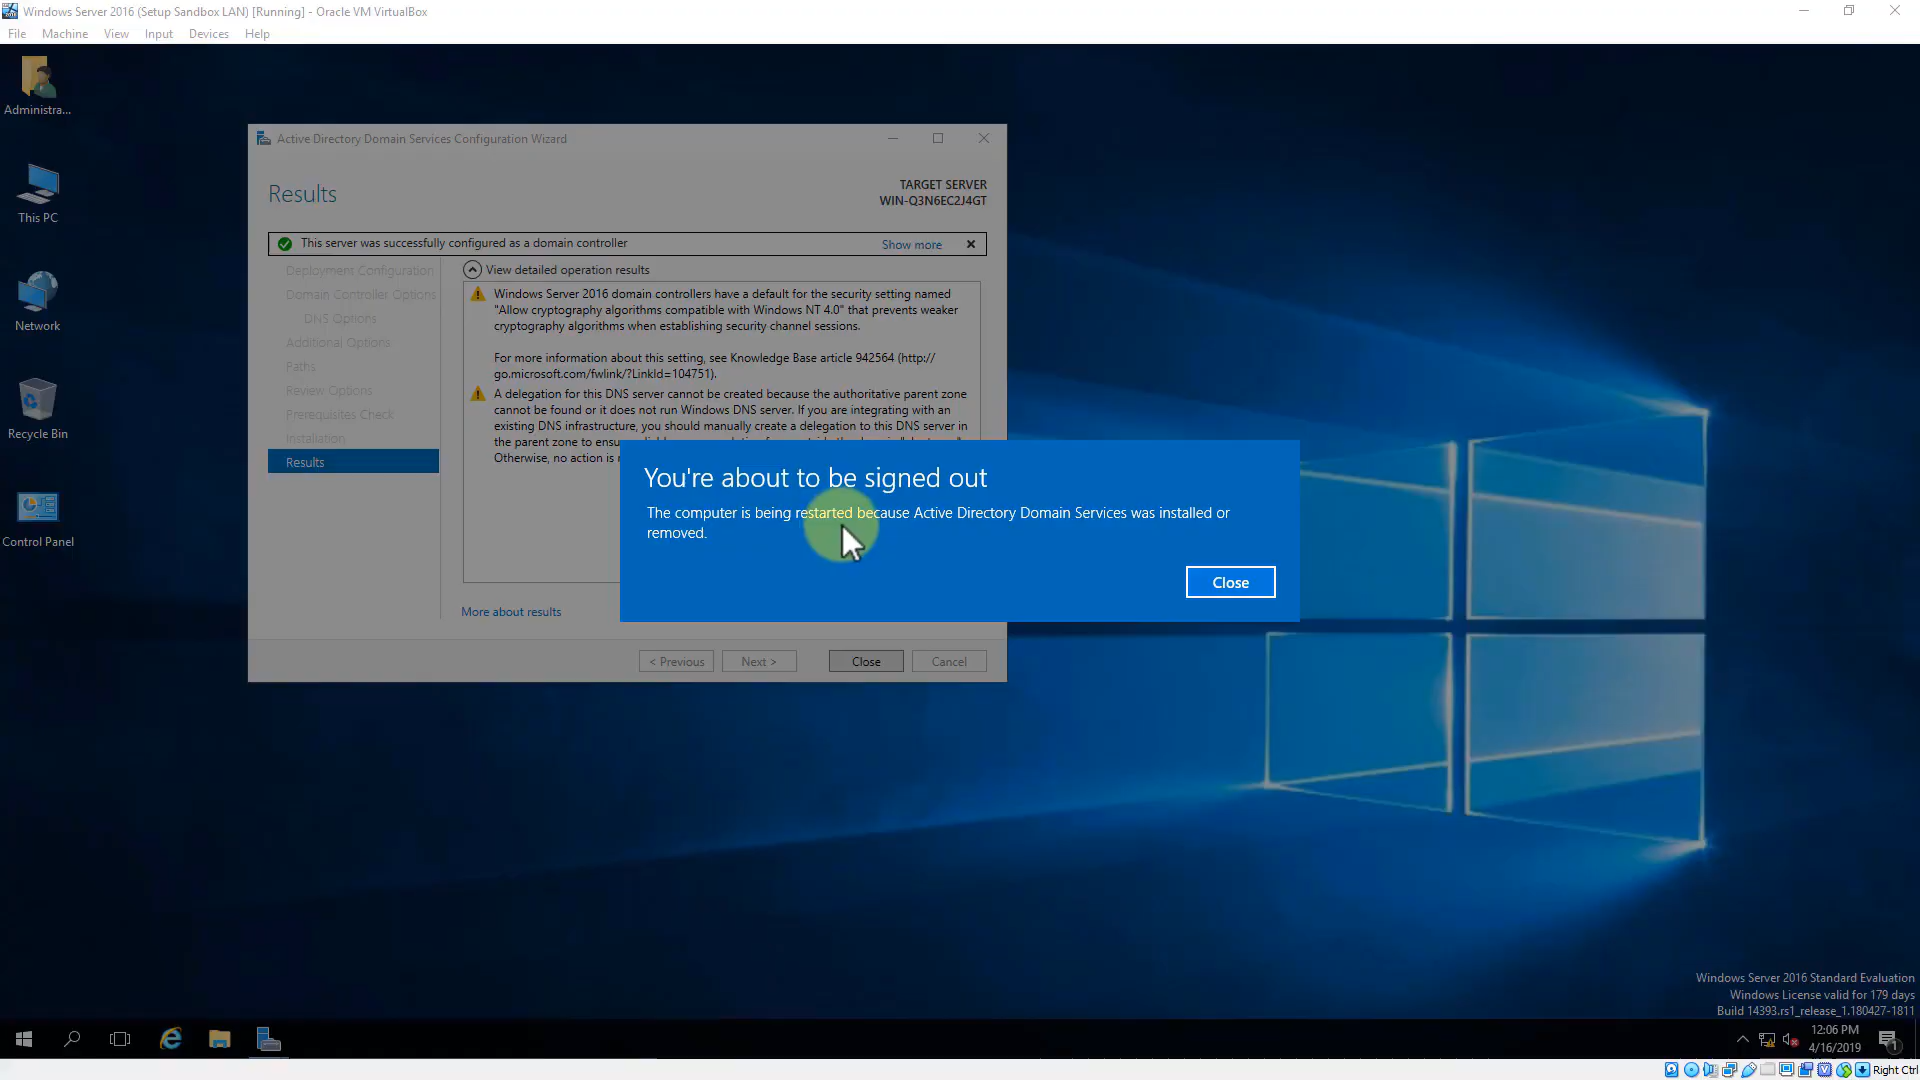 Windows Server 2016 (Setup Sandbox LAN) [Running] - Oracle VM VirtualBox
File Machine View Input Devices Help
Administra...
This PC
Network
Recycle Bin
Control Panel
Active Directory Domain Services Configuration Wizard
Results
TARGET SERVER
WIN-Q3N6EC2J4GT
This server was successfully configured as a domain controller
Show more
Deployment Configuration
Domain Controller Options
DNS Options
Additional Options
Paths
Review Options
Prerequisites Check
Installation
Results
View detailed operation results
Windows Server 2016 domain controllers have a default for the security setting named
"Allow cryptography algorithms compatible with Windows NT 4.0" that prevents weaker
cryptography algorithms when establishing security channel sessions.
For more information about this setting, see Knowledge Base article 942564 (http://
go.microsoft.com/fwlink/?LinkId=104751).
A delegation for this DNS server cannot be created because the authoritative parent zone
cannot be found or it does not run Windows DNS server. If you are integrating with an
existing DNS infrastructure, you should manually create a delegation to this DNS server in
the parent zone to
Otherwise, no action is
More about results
< Previous
Next >
Close
Cancel
You're about to be signed out
The computer is being restarted because Active Directory Domain Services was installed or
removed.
Close
Windows Server 2016 Standard Evaluation
Windows License valid for 179 days
Build 14393.rs1_release_1.180427-1811
12:06 PM
4/16/2019
1
Right Ctrl